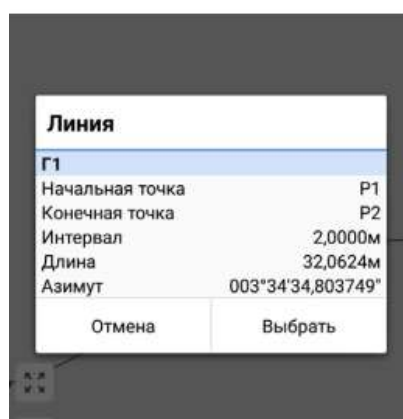 Линия
Г1
Начальная точка P1
Конечная точка P2
Интервал 2,0000м
Длина 32,0624м
Азимут 003°34'34,803749"
Отмена Выбрать